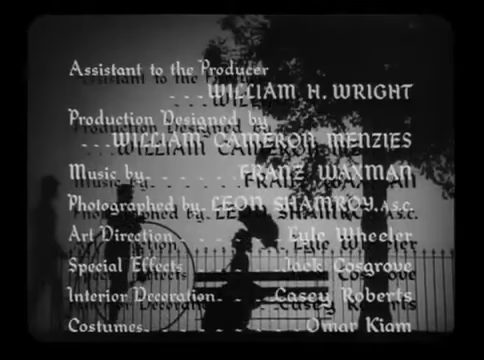 Assistant to the Producer
. . . . WILLIAM H. WRIGHT
Production Designed by
. . . WILLIAM CAMERON MENZIES
Music by. . . . . . FRANZ WAXMAN
Photographed by. LEON SHAMROY, A.S.C.
Art Direction . . . . . Lyle Wheeler
Special Effects . . . . Jack Cosgrove
Interior Decoration. . . . Casey Roberts
Costumes. . . . . . . . Omar Kiam